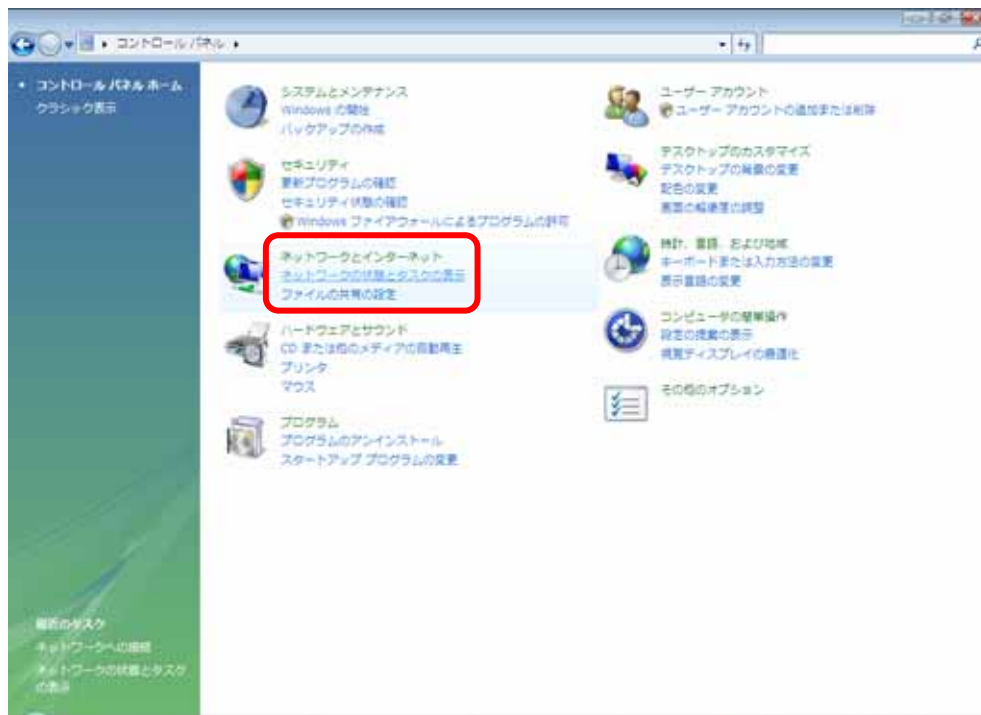 コントロール パネル
コントロール パネル ホーム
クラシック表示
システムとメンテナンス
Windows の開始
バックアップの作成
セキュリティ
更新プログラムの確認
セキュリティ状態の確認
Windows ファイアウォールによるプログラムの許可
ネットワークとインターネット
ネットワークの状態とタスクの表示
ファイルの共有の設定
ハードウェアとサウンド
CD または他のメディアの自動再生
プリンタ
マウス
プログラム
プログラムのアンインストール
スタートアップ プログラムの変更
ユーザー アカウント
ユーザー アカウントの追加または削除
デスクトップのカスタマイズ
デスクトップの背景の変更
配色の変更
画面の解像度の調整
時計、言語、および地域
キーボードまたは入力方法の変更
表示言語の変更
コンピュータの簡単操作
設定の提案の表示
視覚ディスプレイの最適化
その他のオプション
最近のタスク
ネットワークへの接続
ネットワークの状態とタスク
の表示